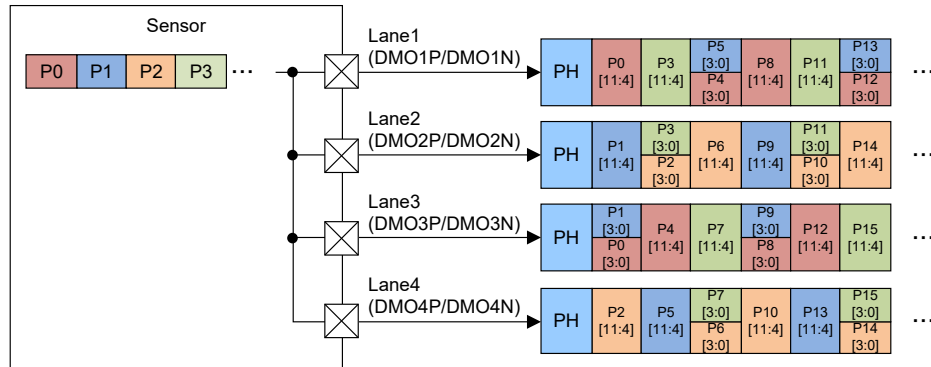 Sensor
P0 P1 P2 P3 ...
Lane1
(DMO1P/DMO1N)
PH
P0
[11:4]
P3
[11:4]
P5
[3:0]
P4
[3:0]
P8
[11:4]
P11
[11:4]
P13
[3:0]
P12
[3:0]
...
Lane2
(DMO2P/DMO2N)
PH
P1
[11:4]
P3
[3:0]
P2
[3:0]
P6
[11:4]
P9
[11:4]
P11
[3:0]
P10
[3:0]
P14
[11:4]
...
Lane3
(DMO3P/DMO3N)
PH
P1
[3:0]
P0
[3:0]
P4
[11:4]
P7
[11:4]
P9
[3:0]
P8
[3:0]
P12
[11:4]
P15
[11:4]
...
Lane4
(DMO4P/DMO4N)
PH
P2
[11:4]
P5
[11:4]
P7
[3:0]
P6
[3:0]
P10
[11:4]
P13
[11:4]
P15
[3:0]
P14
[3:0]
...